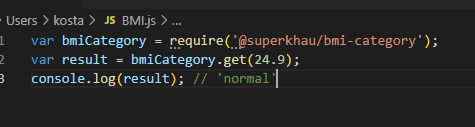 Users > kosta > JS BMI.js > ...
1 var bmiCategory = require('@superkhau/bmi-category');
2 var result = bmiCategory.get(24.9);
3 console.log(result); // 'normal'